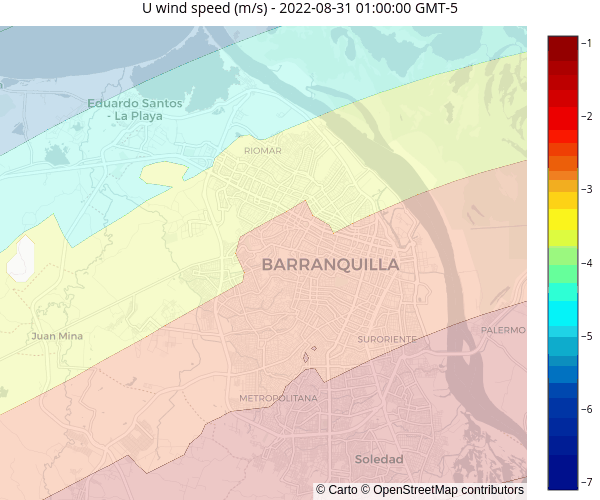 U wind speed (m/s) - 2022-08-31 01:00:00 GMT-5
Eduardo Santos
- La Playa
RIOMAR
BARRANQUILLA
Juan Mina
SURORIENTE
PALERMO
METROPOLITANA
Soledad
−1
−2
−3
−4
−5
−6
−7
© Carto © OpenStreetMap contributors